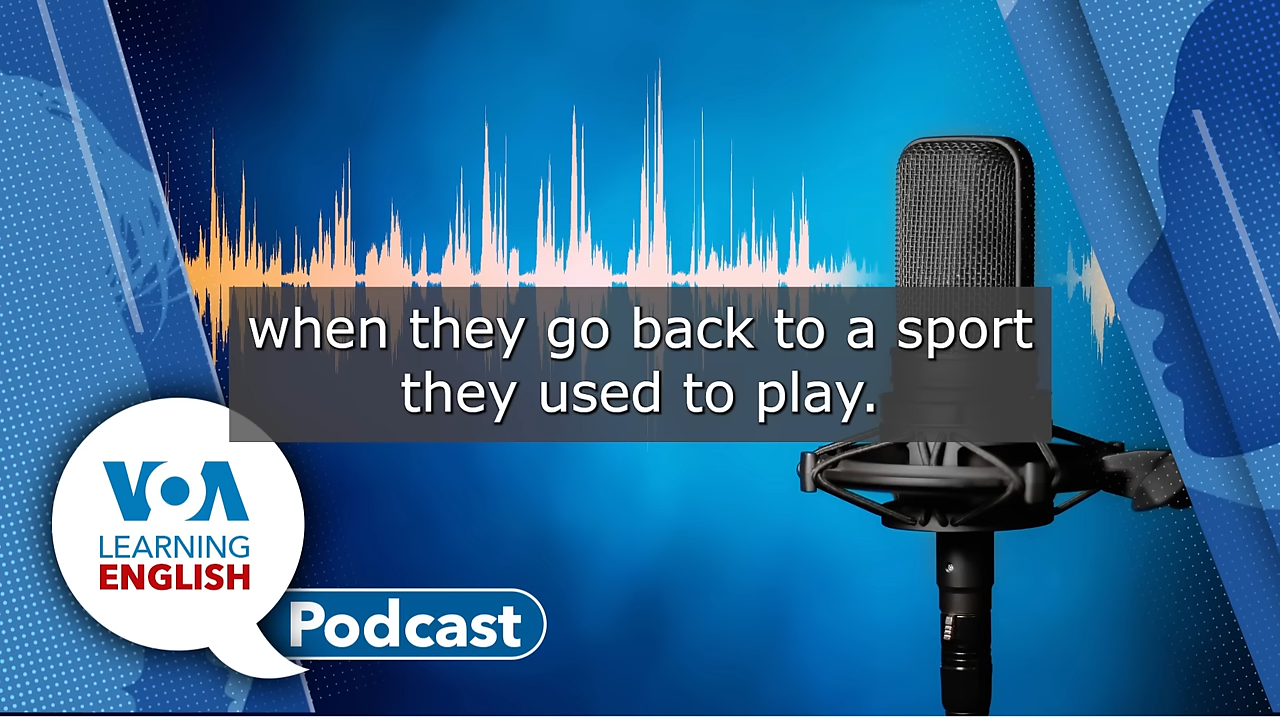 when they go back to a sport
they used to play.
VOA
LEARNING
ENGLISH
Podcast